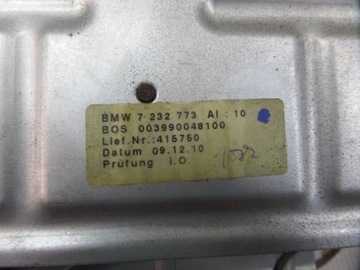 BMW 7 232 773 AI : 10
BOS 003990048100
Lief.Nr.:415750
Datum 09.12.10
Prüfung i.O